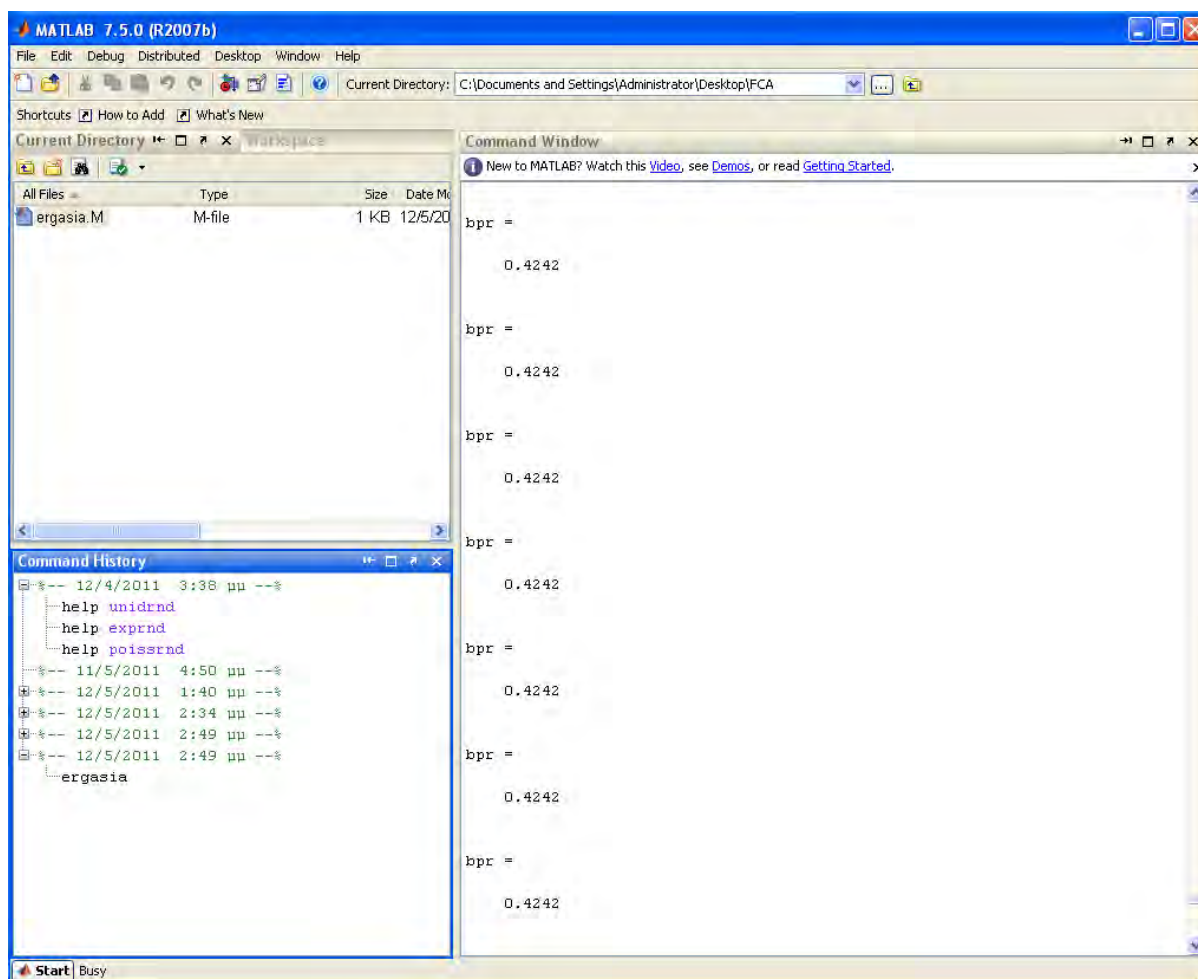 MATLAB 7.5.0 (R2007b)
File Edit Debug Distributed Desktop Window Help
Current Directory: C:\Documents and Settings\Administrator\Desktop\FCA
Shortcuts How to Add What's New
Current Directory Workspace
All Files Type Size Date Mo
ergasia.M M-file 1 KB 12/5/20
Command History
%-- 12/4/2011 3:38 μμ --%
help unidrnd
help exprnd
help poissrnd
%-- 11/5/2011 4:50 μμ --%
%-- 12/5/2011 1:40 μμ --%
%-- 12/5/2011 2:34 μμ --%
%-- 12/5/2011 2:49 μμ --%
%-- 12/5/2011 2:49 μμ --%
ergasia
Command Window
New to MATLAB? Watch this Video, see Demos, or read Getting Started.
bpr =
0.4242
bpr =
0.4242
bpr =
0.4242
bpr =
0.4242
bpr =
0.4242
bpr =
0.4242
bpr =
0.4242
Start Busy